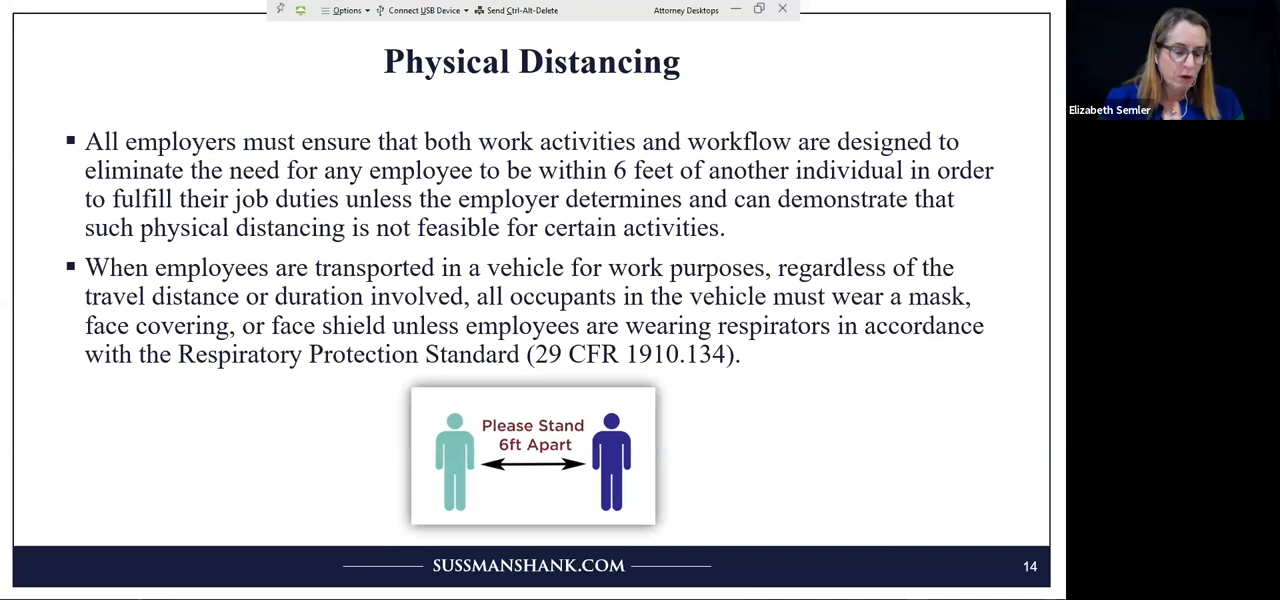 Options
Connect USB Device
Send Ctrl-Alt-Delete
Attorney Desktops
Physical Distancing
Elizabeth Semler
▪ All employers must ensure that both work activities and workflow are designed to
eliminate the need for any employee to be within 6 feet of another individual in order
to fulfill their job duties unless the employer determines and can demonstrate that
such physical distancing is not feasible for certain activities.
▪ When employees are transported in a vehicle for work purposes, regardless of the
travel distance or duration involved, all occupants in the vehicle must wear a mask,
face covering, or face shield unless employees are wearing respirators in accordance
with the Respiratory Protection Standard (29 CFR 1910.134).
Please Stand
6ft Apart
SUSSMANSHANK.COM
14